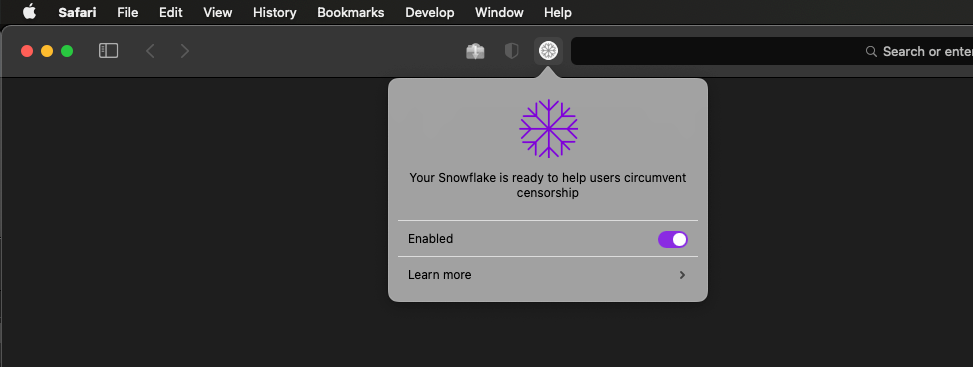 Safari File Edit View History Bookmarks Develop Window Help
Search or ente
Your Snowflake is ready to help users circumvent
censorship
Enabled
Learn more